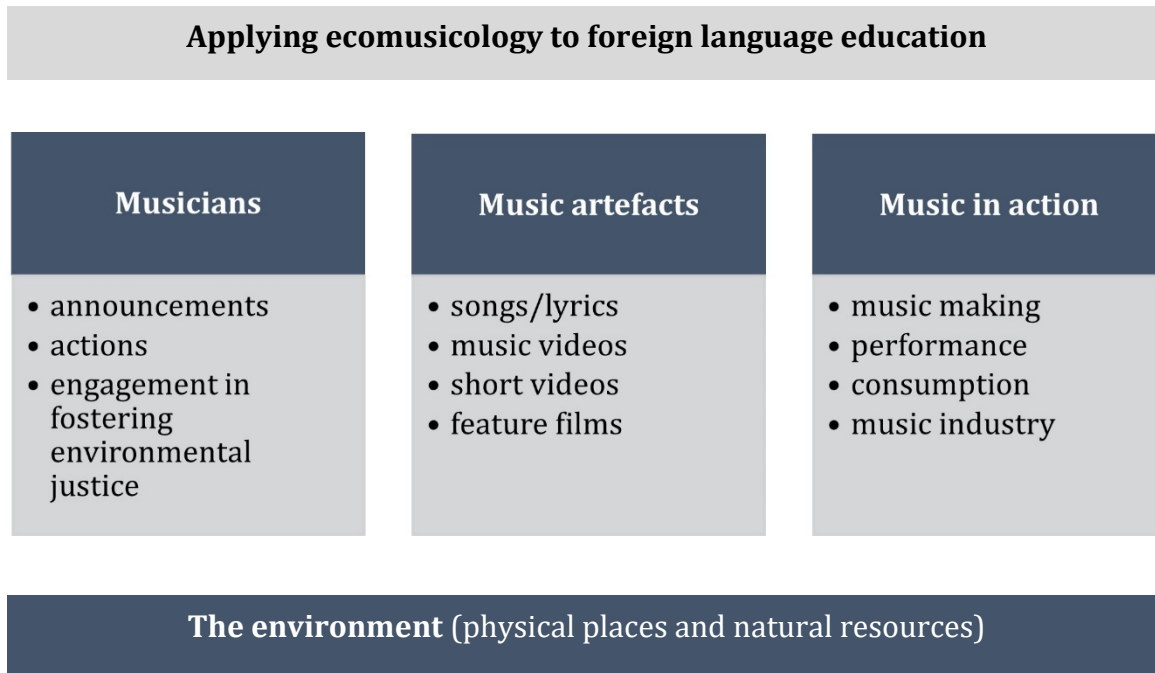 Applying ecomusicology to foreign language education
Musicians
• announcements
• actions
• engagement in
fostering
environmental
justice
Music artefacts
• songs/lyrics
• music videos
• short videos
• feature films
Music in action
• music making
• performance
• consumption
• music industry
The environment (physical places and natural resources)